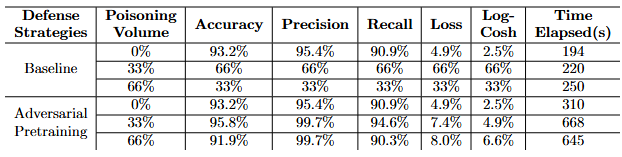 Defense Strategies Poisoning Volume Accuracy Precision Recall Loss Log-Cosh Time Elapsed(s)
Baseline
0% 93.2% 95.4% 90.9% 4.9% 2.5% 194
33% 66% 66% 66% 66% 66% 220
66% 33% 33% 33% 33% 33% 250
Adversarial Pretraining
0% 93.2% 95.4% 90.9% 4.9% 2.5% 310
33% 95.8% 99.7% 94.6% 7.4% 4.9% 668
66% 91.9% 99.7% 90.3% 8.0% 6.6% 645